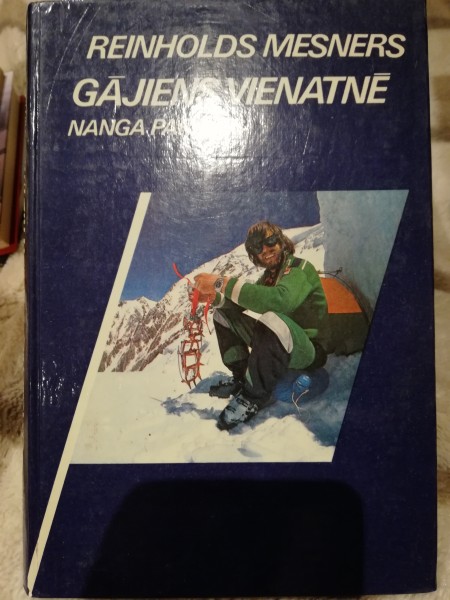 REINHOLDS MESNERS
GĀJIENS VIENATNĒ
NANGA